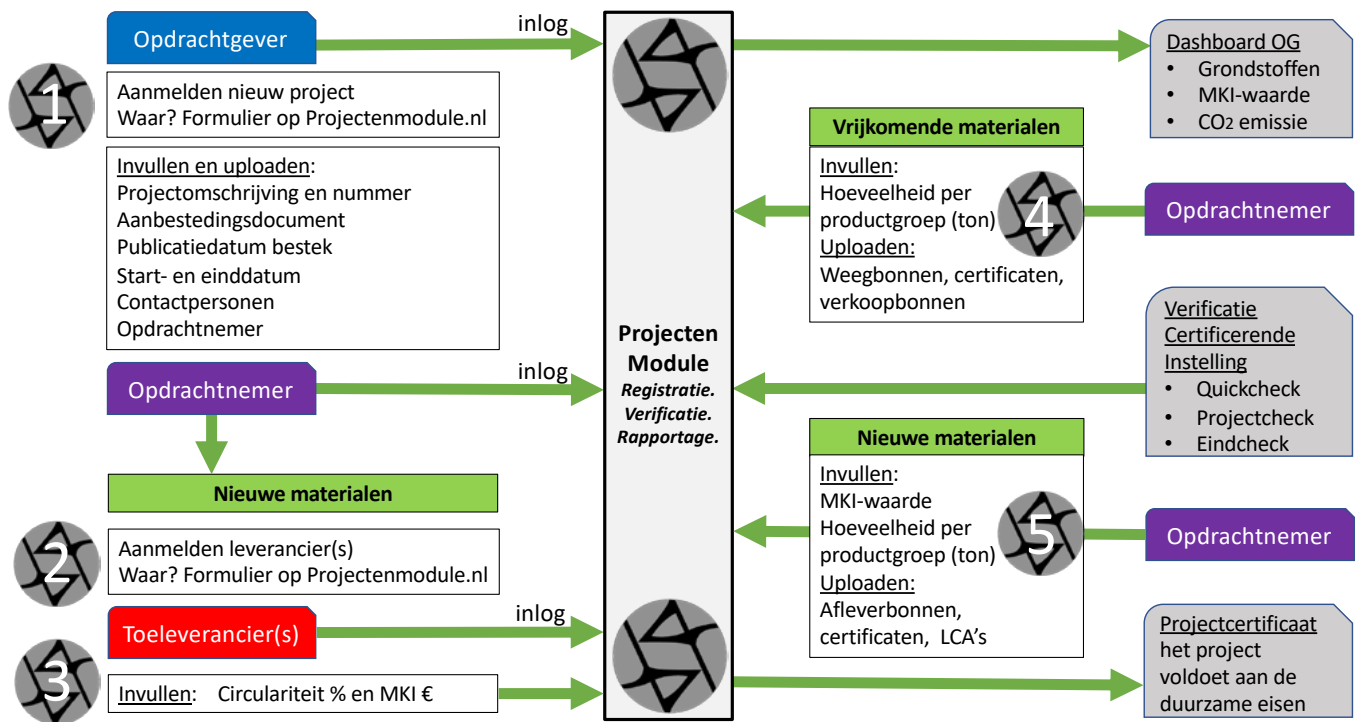 Opdrachtgever
inlog
1
Aanmelden nieuw project
Waar? Formulier op Projectenmodule.nl
Invullen en uploaden:
Projectomschrijving en nummer
Aanbestedingsdocument
Publicatiedatum bestek
Start- en einddatum
Contactpersonen
Opdrachtnemer
Opdrachtnemer
inlog
Nieuwe materialen
2
Aanmelden leverancier(s)
Waar? Formulier op Projectenmodule.nl
Toeleverancier(s)
inlog
3
Invullen: Circulariteit % en MKI €
Projecten
Module
Registratie.
Verificatie.
Rapportage.
Dashboard OG
• Grondstoffen
• MKI-waarde
• CO2 emissie
Vrijkomende materialen
Invullen:
Hoeveelheid per
productgroep (ton)
Uploaden:
Weegbonnen, certificaten,
verkoopbonnen
4
Opdrachtnemer
Verificatie
Certificerende
Instelling
• Quickcheck
• Projectcheck
• Eindcheck
Nieuwe materialen
Invullen:
MKI-waarde
Hoeveelheid per
productgroep (ton)
Uploaden:
Afleverbonnen,
certificaten, LCA's
5
Opdrachtnemer
Projectcertificaat
het project
voldoet aan de
duurzame eisen